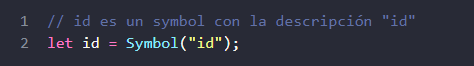 1 // id es un symbol con la descripción "id"
2 let id = Symbol("id");